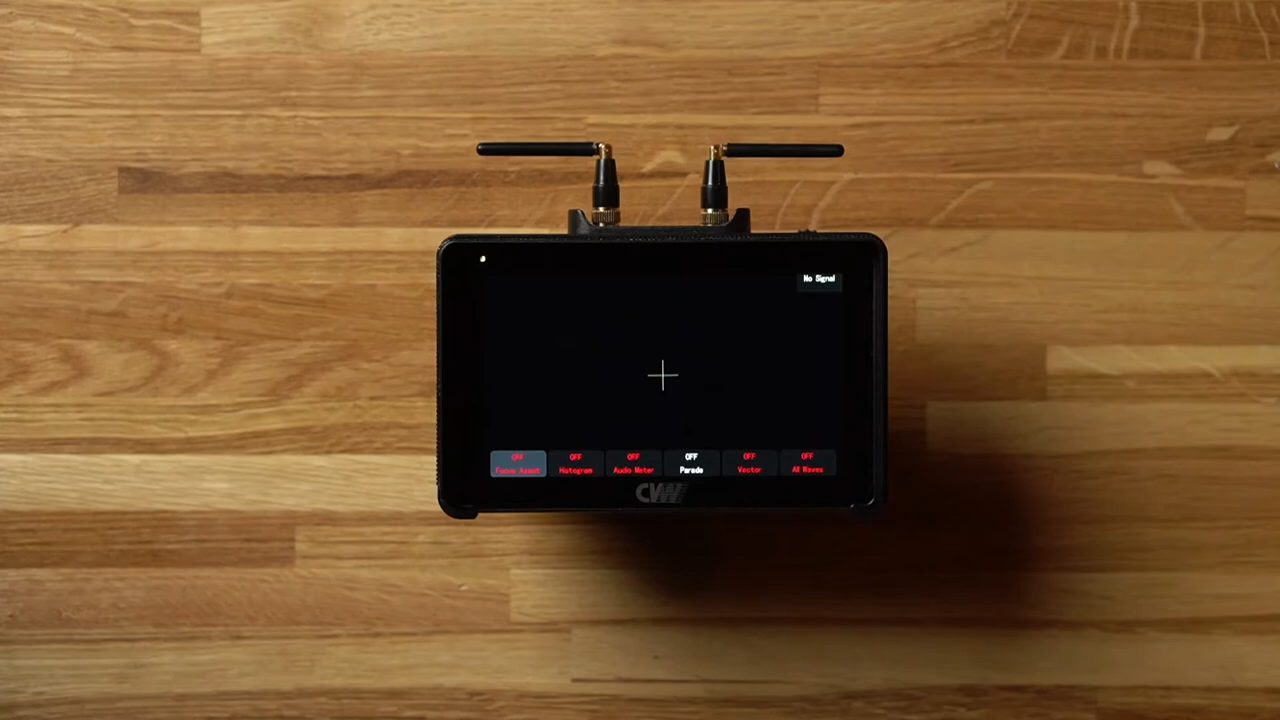 No Signal
OFF OFF OFF OFF OFF OFF
Focus Assist Histogram Audio Meter Parade Vector All Waves
CVW